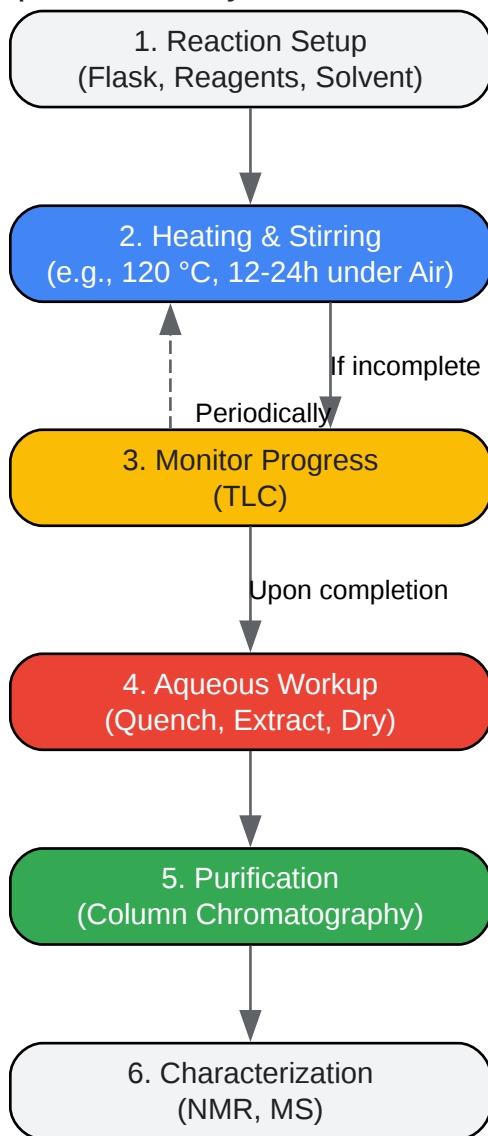 1. Reaction Setup
(Flask, Reagents, Solvent)
2. Heating & Stirring
(e.g., 120 °C, 12-24h under Air)
If incomplete
Periodically
3. Monitor Progress
(TLC)
Upon completion
4. Aqueous Workup
(Quench, Extract, Dry)
5. Purification
(Column Chromatography)
6. Characterization
(NMR, MS)